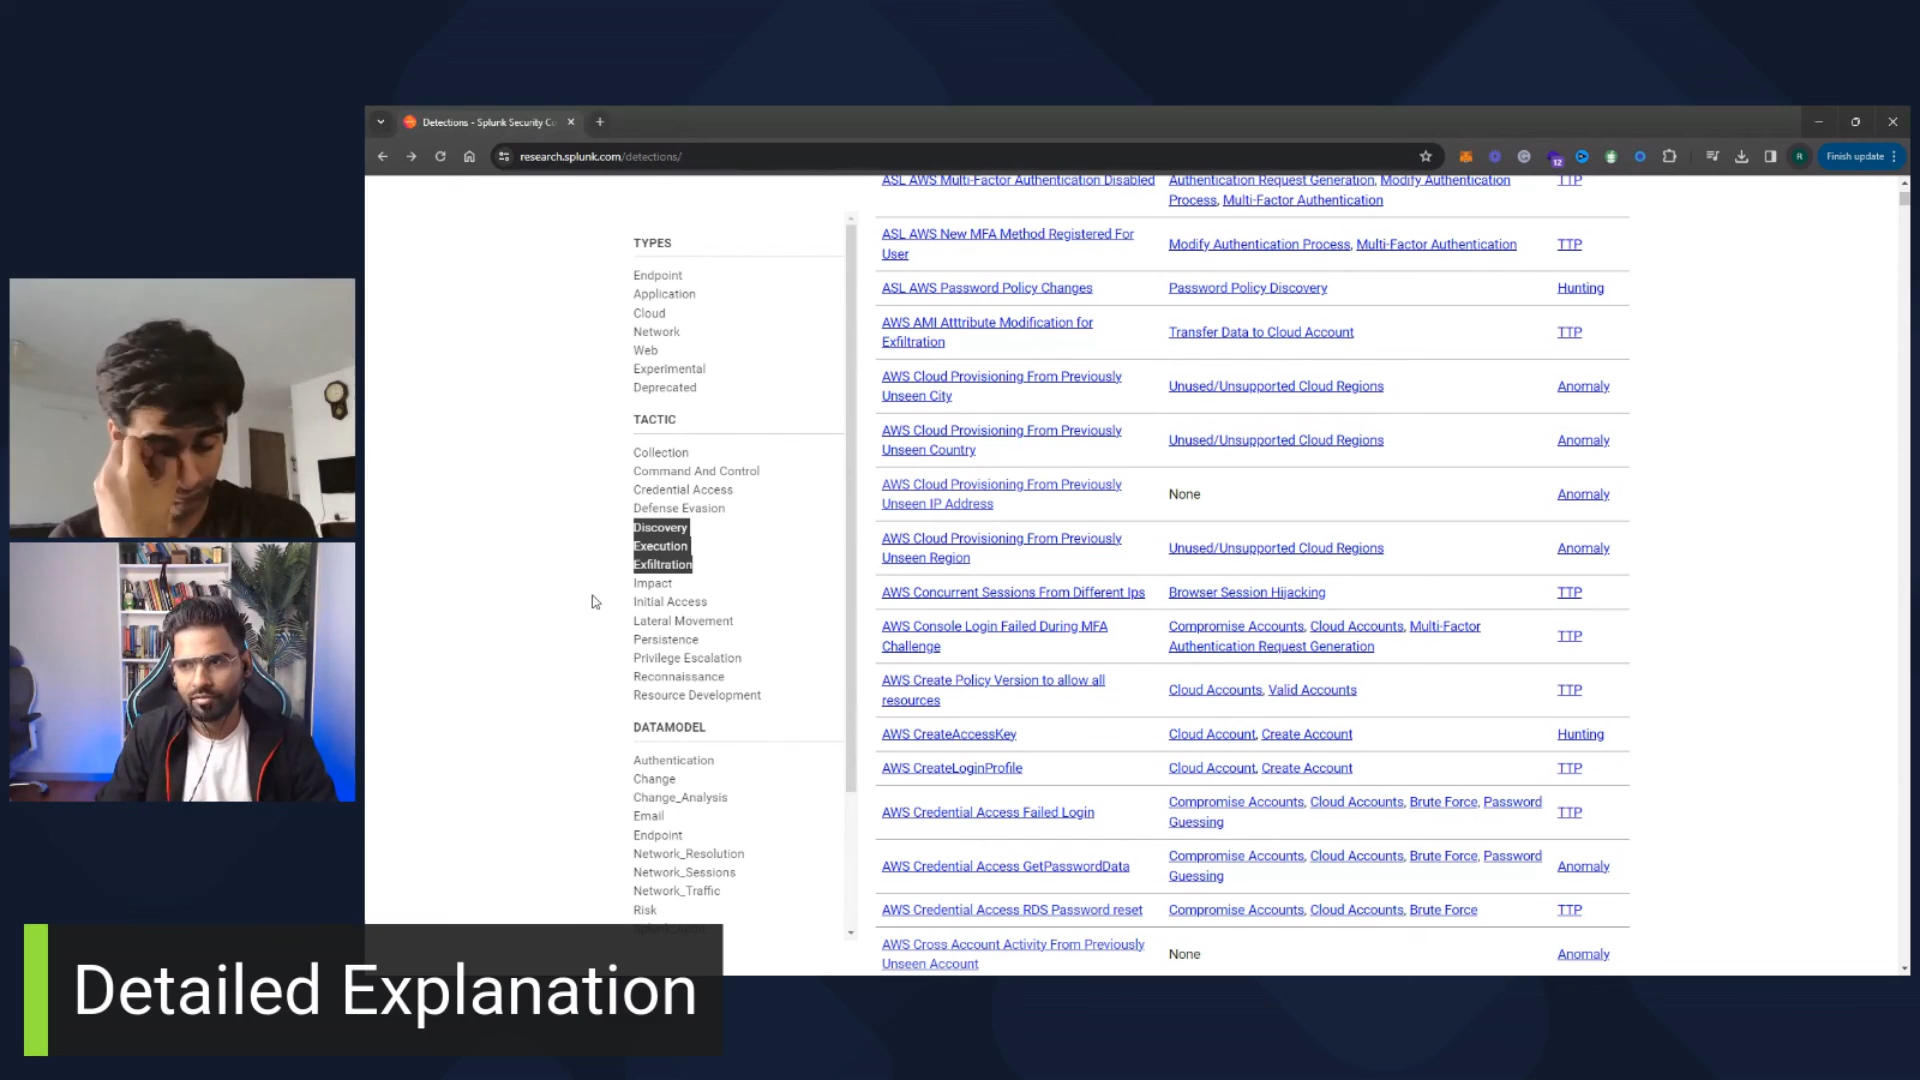 Detections - Splunk Security Co
research.splunk.com/detections/
12
R
Finish update
TYPES
Endpoint
Application
Cloud
Network
Web
Experimental
Deprecated
TACTIC
Collection
Command And Control
Credential Access
Defense Evasion
Discovery
Execution
Exfiltration
Impact
Initial Access
Lateral Movement
Persistence
Privilege Escalation
Reconnaissance
Resource Development
DATAMODEL
Authentication
Change
Change_Analysis
Email
Endpoint
Network_Resolution
Network_Sessions
Network_Traffic
Risk
ASL AWS Multi-Factor Authentication Disabled
Authentication Request Generation, Modify Authentication
Process, Multi-Factor Authentication
TTP
ASL AWS New MFA Method Registered For
User
Modify Authentication Process, Multi-Factor Authentication
TTP
ASL AWS Password Policy Changes
Password Policy Discovery
Hunting
AWS AMI Atttribute Modification for
Exfiltration
Transfer Data to Cloud Account
TTP
AWS Cloud Provisioning From Previously
Unseen City
Unused/Unsupported Cloud Regions
Anomaly
AWS Cloud Provisioning From Previously
Unseen Country
Unused/Unsupported Cloud Regions
Anomaly
AWS Cloud Provisioning From Previously
Unseen IP Address
None
Anomaly
AWS Cloud Provisioning From Previously
Unseen Region
Unused/Unsupported Cloud Regions
Anomaly
AWS Concurrent Sessions From Different Ips
Browser Session Hijacking
TTP
AWS Console Login Failed During MFA
Challenge
Compromise Accounts, Cloud Accounts, Multi-Factor
Authentication Request Generation
TTP
AWS Create Policy Version to allow all
resources
Cloud Accounts, Valid Accounts
TTP
AWS CreateAccessKey
Cloud Account, Create Account
Hunting
AWS CreateLoginProfile
Cloud Account, Create Account
TTP
AWS Credential Access Failed Login
Compromise Accounts, Cloud Accounts, Brute Force, Password
Guessing
TTP
AWS Credential Access GetPasswordData
Compromise Accounts, Cloud Accounts, Brute Force, Password
Guessing
Anomaly
AWS Credential Access RDS Password reset
Compromise Accounts, Cloud Accounts, Brute Force
TTP
AWS Cross Account Activity From Previously
Unseen Account
None
Anomaly
Detailed Explanation